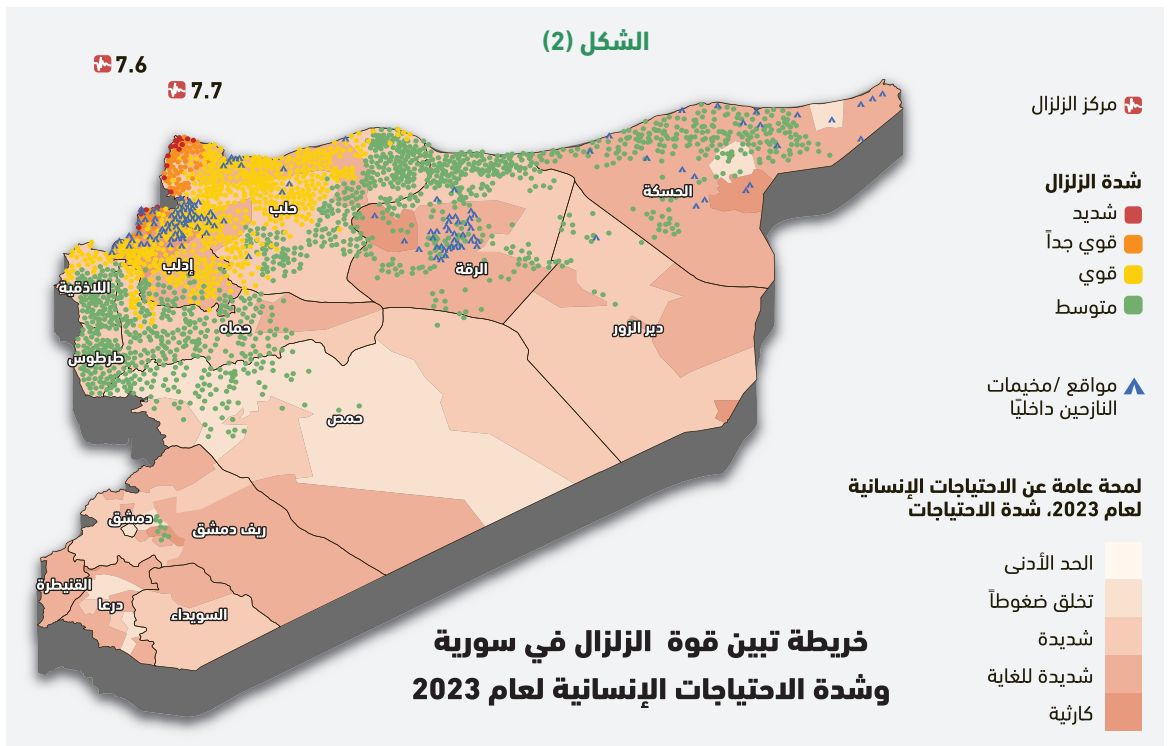 الشكل (2)
7.6
7.7
مركز الزلزال
شدة الزلزال
شديد
قوي جداً
قوي
متوسط
مواقع /مخيمات
النازحين داخليًا
لمحة عامة عن الاحتياجات الإنسانية
لعام 2023، شدة الاحتياجات
الحد الأدنى
تخلق ضغوطاً
شديدة
شديدة للغاية
كارثية
الحسكة
حلب
إدلب
الرقة
اللاذقية
حماه
دير الزور
طرطوس
حمص
دمشق
ريف دمشق
القنيطرة
درعا
السويداء
خريطة تبين قوة الزلزال في سورية
وشدة الاحتياجات الإنسانية لعام 2023